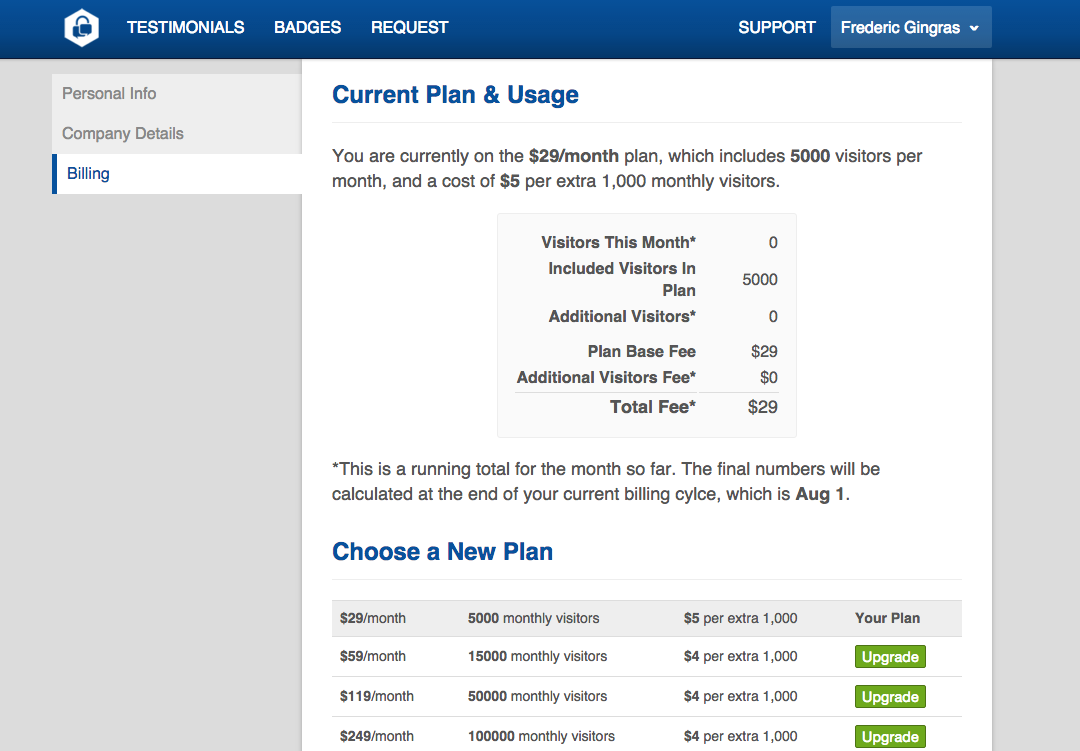 TESTIMONIALS BADGES REQUEST SUPPORT Frederic Gingras
Personal Info
Company Details
Billing
Current Plan & Usage
You are currently on the $29/month plan, which includes 5000 visitors per
month, and a cost of $5 per extra 1,000 monthly visitors.
Visitors This Month* 0
Included Visitors In
Plan 5000
Additional Visitors* 0
Plan Base Fee $29
Additional Visitors Fee* $0
Total Fee* $29
*This is a running total for the month so far. The final numbers will be
calculated at the end of your current billing cylce, which is Aug 1.
Choose a New Plan
$29/month 5000 monthly visitors $5 per extra 1,000 Your Plan
$59/month 15000 monthly visitors $4 per extra 1,000 Upgrade
$119/month 50000 monthly visitors $4 per extra 1,000 Upgrade
$249/month 100000 monthly visitors $4 per extra 1,000 Upgrade